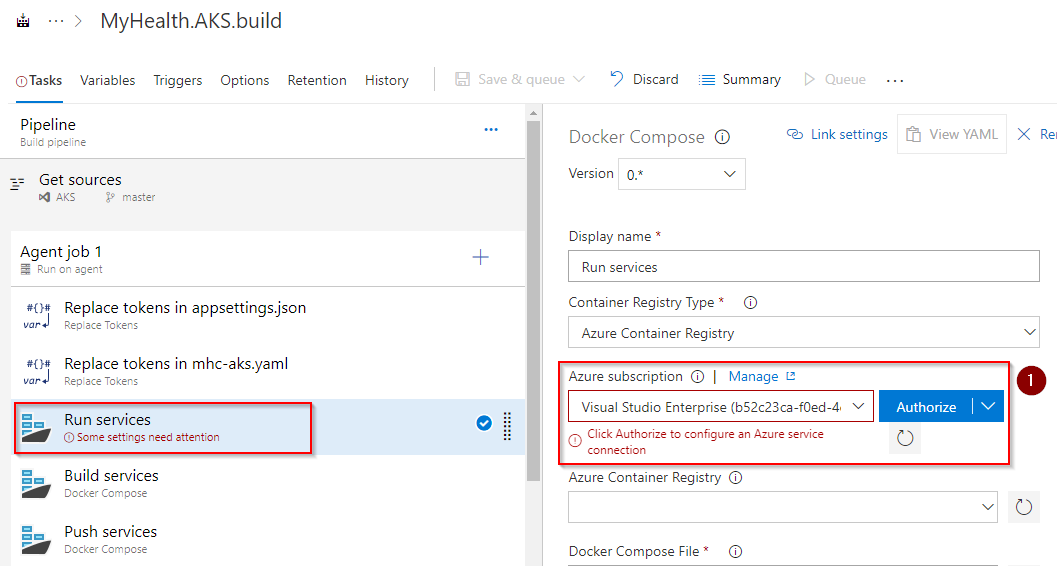 ··· > MyHealth.AKS.build
Tasks Variables Triggers Options Retention History Save & queue Discard Summary Queue ...
Pipeline ...
Build pipeline
Get sources
AKS master
Agent job 1 +
Run on agent
#{}# var Replace tokens in appsettings.json
Replace Tokens
#{}# var Replace tokens in mhc-aks.yaml
Replace Tokens
Run services
Some settings need attention
Build services
Docker Compose
Push services
Docker Compose
Docker Compose Link settings View YAML
Version 0.*
Display name *
Run services
Container Registry Type *
Azure Container Registry
Azure subscription | Manage
Visual Studio Enterprise (b52c23ca-f0ed-4 Authorize
1
Click Authorize to configure an Azure service
connection
Azure Container Registry
Docker Compose File *